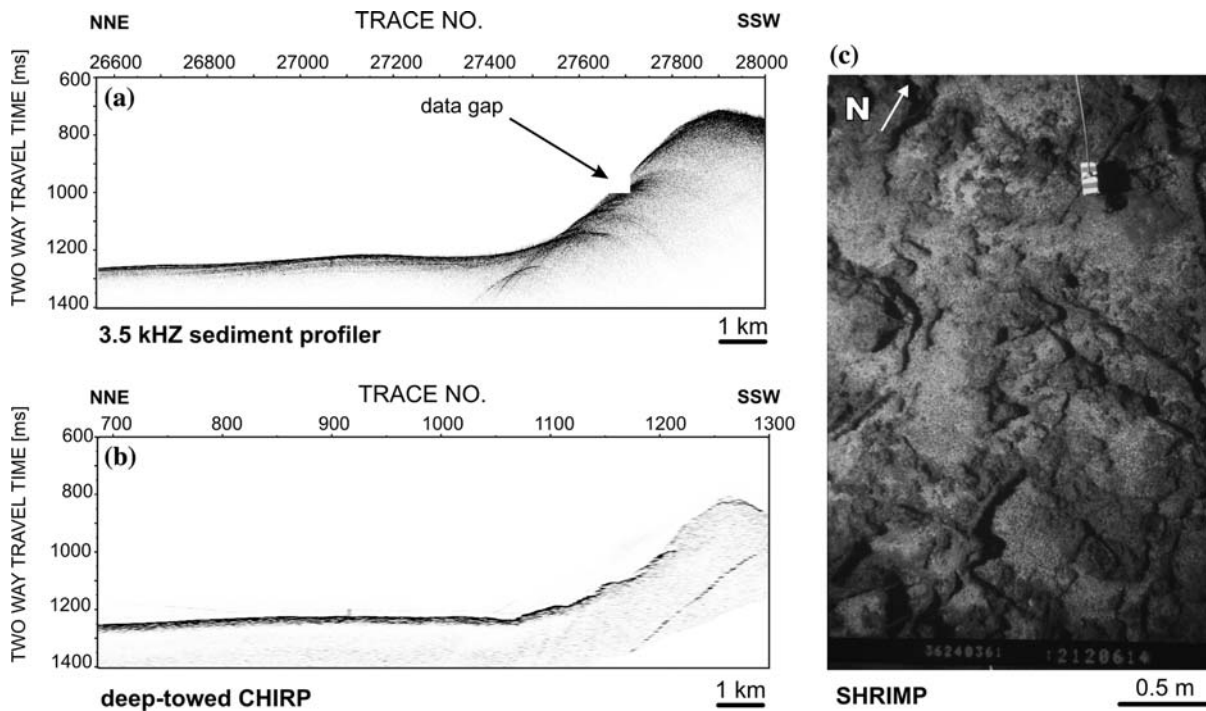 NNE TRACE NO. SSW
26600 26800 27000 27200 27400 27600 27800 28000
TWO WAY TRAVEL TIME [ms]
600
800
1000
1200
1400
(a)
data gap
3.5 kHZ sediment profiler
1 km
NNE TRACE NO. SSW
700 800 900 1000 1100 1200 1300
TWO WAY TRAVEL TIME [ms]
600
800
1000
1200
1400
(b)
deep-towed CHIRP
1 km
(c)
N
36240361 :2120614
SHRIMP
0.5 m